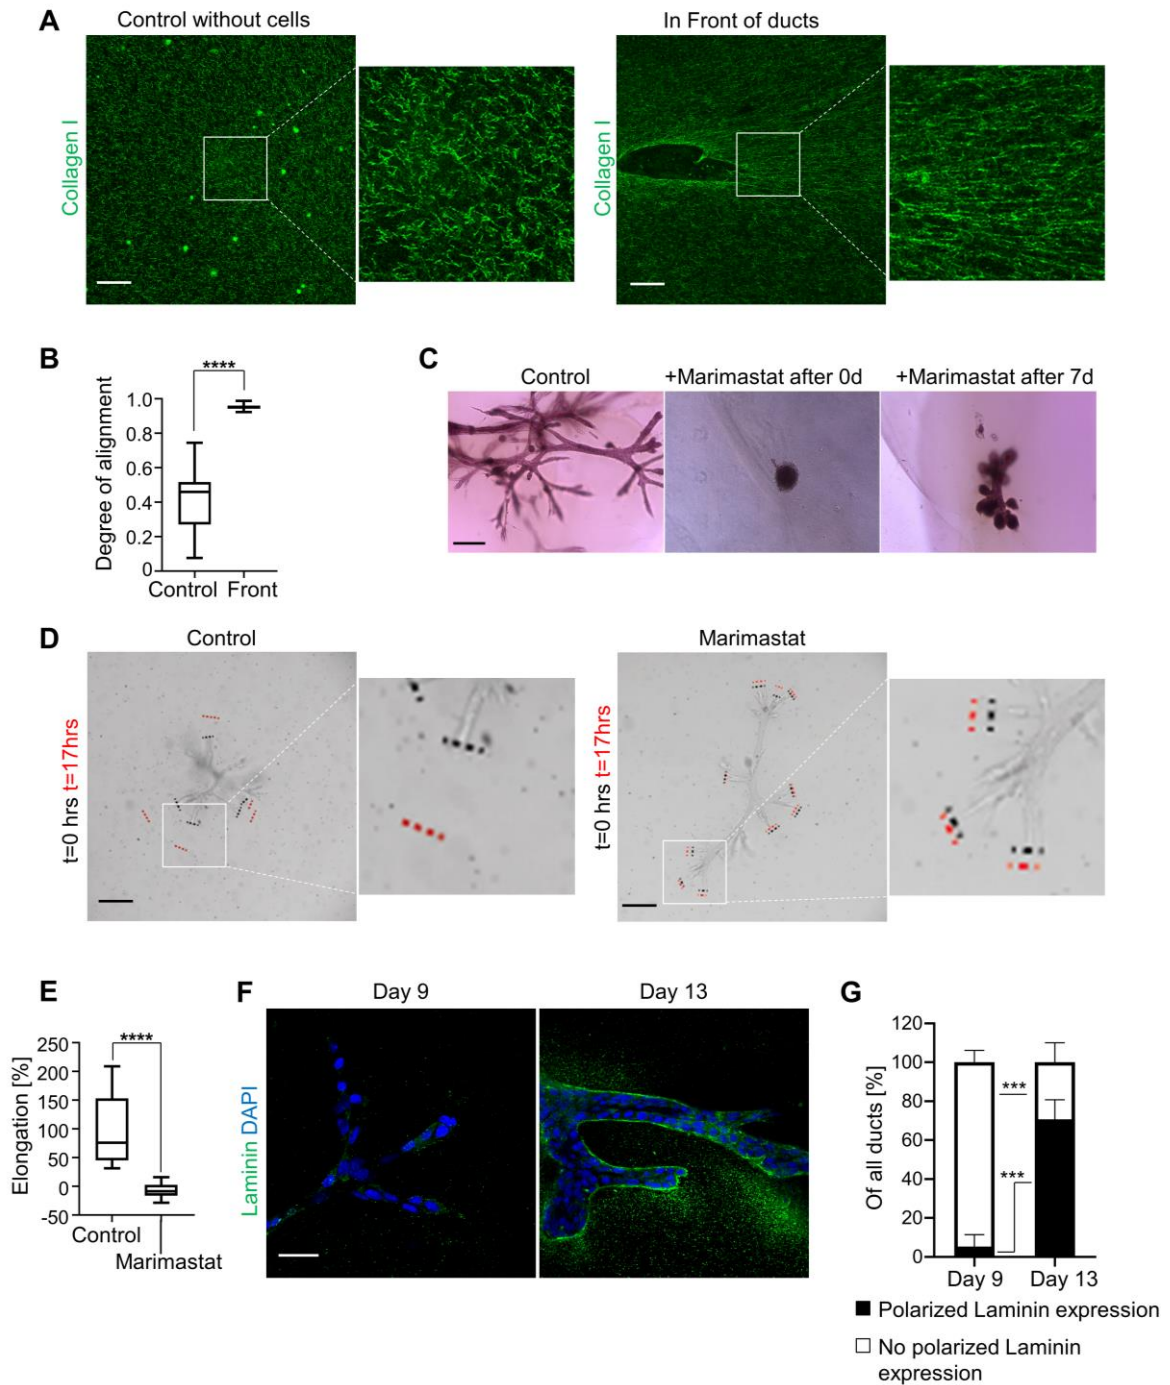 A
Control without cells
In Front of ducts
Collagen I
Collagen I
B
****
Degree of alignment
1.0
0.8
0.6
0.4
0.2
0
Control
Front
C
Control
+Marimastat after 0d
+Marimastat after 7d
D
Control
Marimastat
t=0 hrs t=17hrs
t=0 hrs t=17hrs
E
****
Elongation [%]
250
200
150
100
50
0
-50
Control
Marimastat
F
Day 9
Day 13
Laminin DAPI
G
Of all ducts [%]
120
100
80
60
40
20
0
***
***
Day 9
Day 13
Polarized Laminin expression
No polarized Laminin
expression